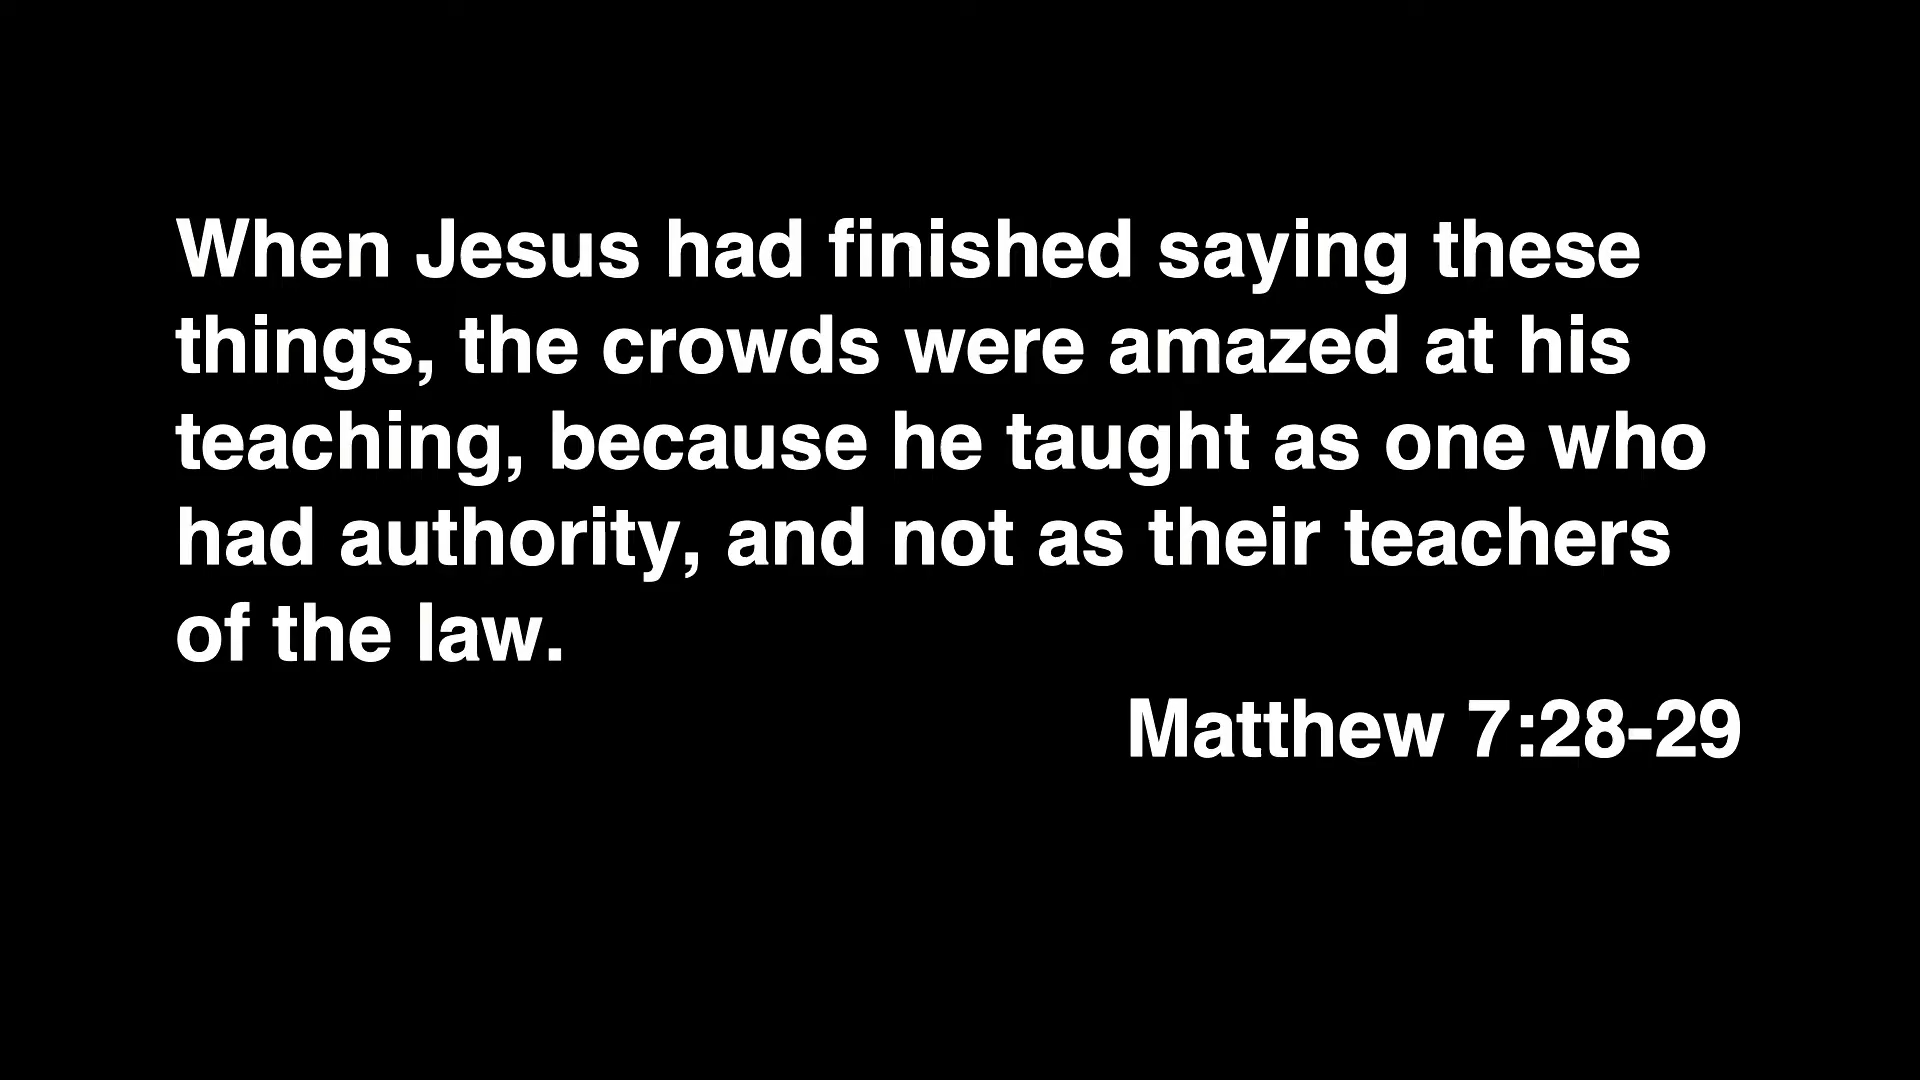 When Jesus had finished saying these
things, the crowds were amazed at his
teaching, because he taught as one who
had authority, and not as their teachers
of the law.
Matthew 7:28-29